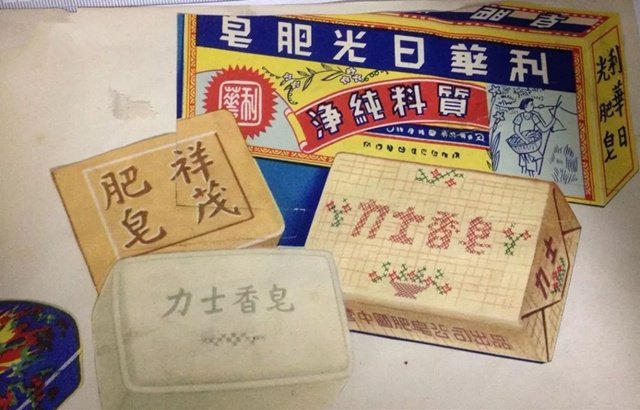 利華日光肥皂
利華
質料純淨
利華日
光肥皂
祥茂
肥皂
力士香皂
力士
中國肥皂公司出品
力士香皂